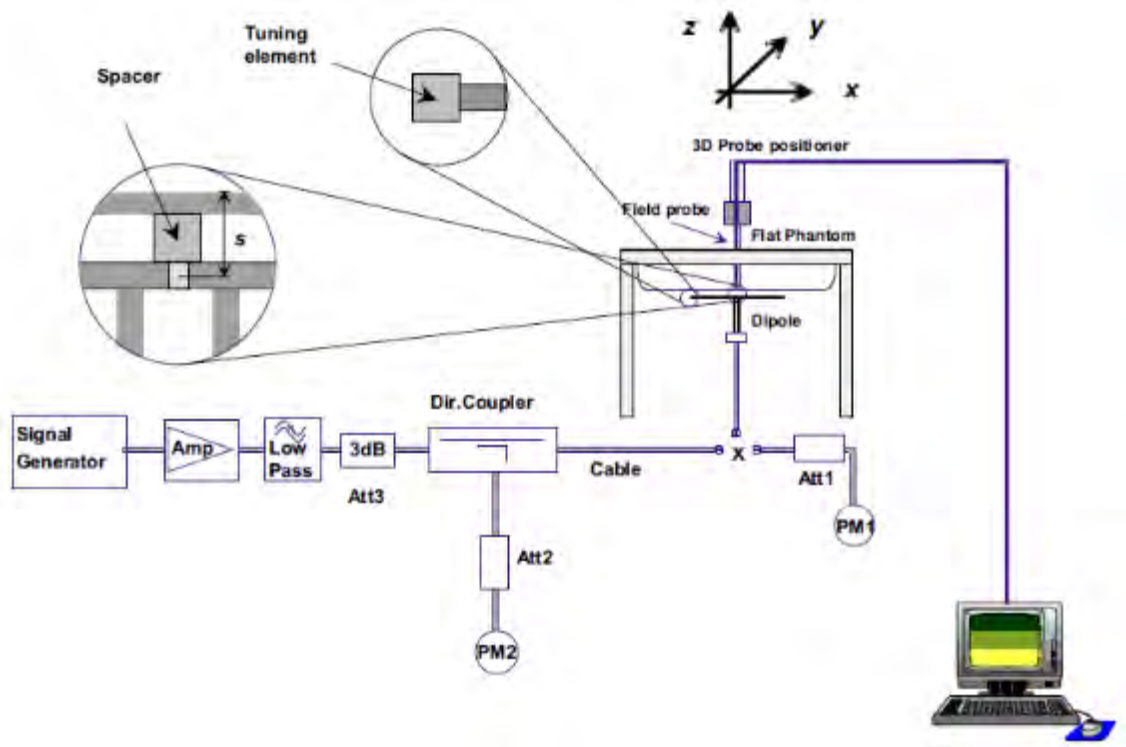 Tuning
element
z
y
x
Spacer
3D Probe positioner
Field probe
Flat Phantom
s
Dipole
Dir.Coupler
Signal
Generator
Amp
Low
Pass
3dB
Att3
Cable
x
Att1
PM1
Att2
PM2